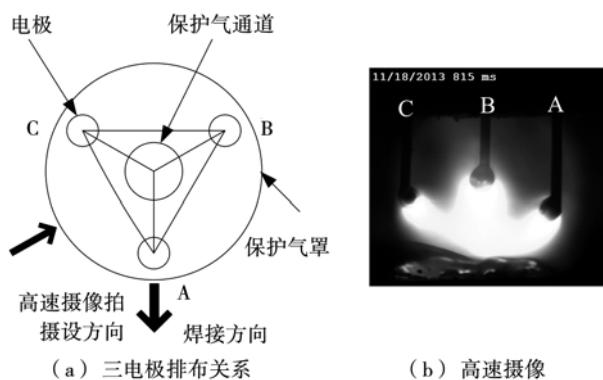 电极
保护气通道
C
B
保护气罩
A
高速摄像拍
摄设方向
焊接方向
(a) 三电极排布关系
11/18/2013 815 ms
C
B
A
(b) 高速摄像